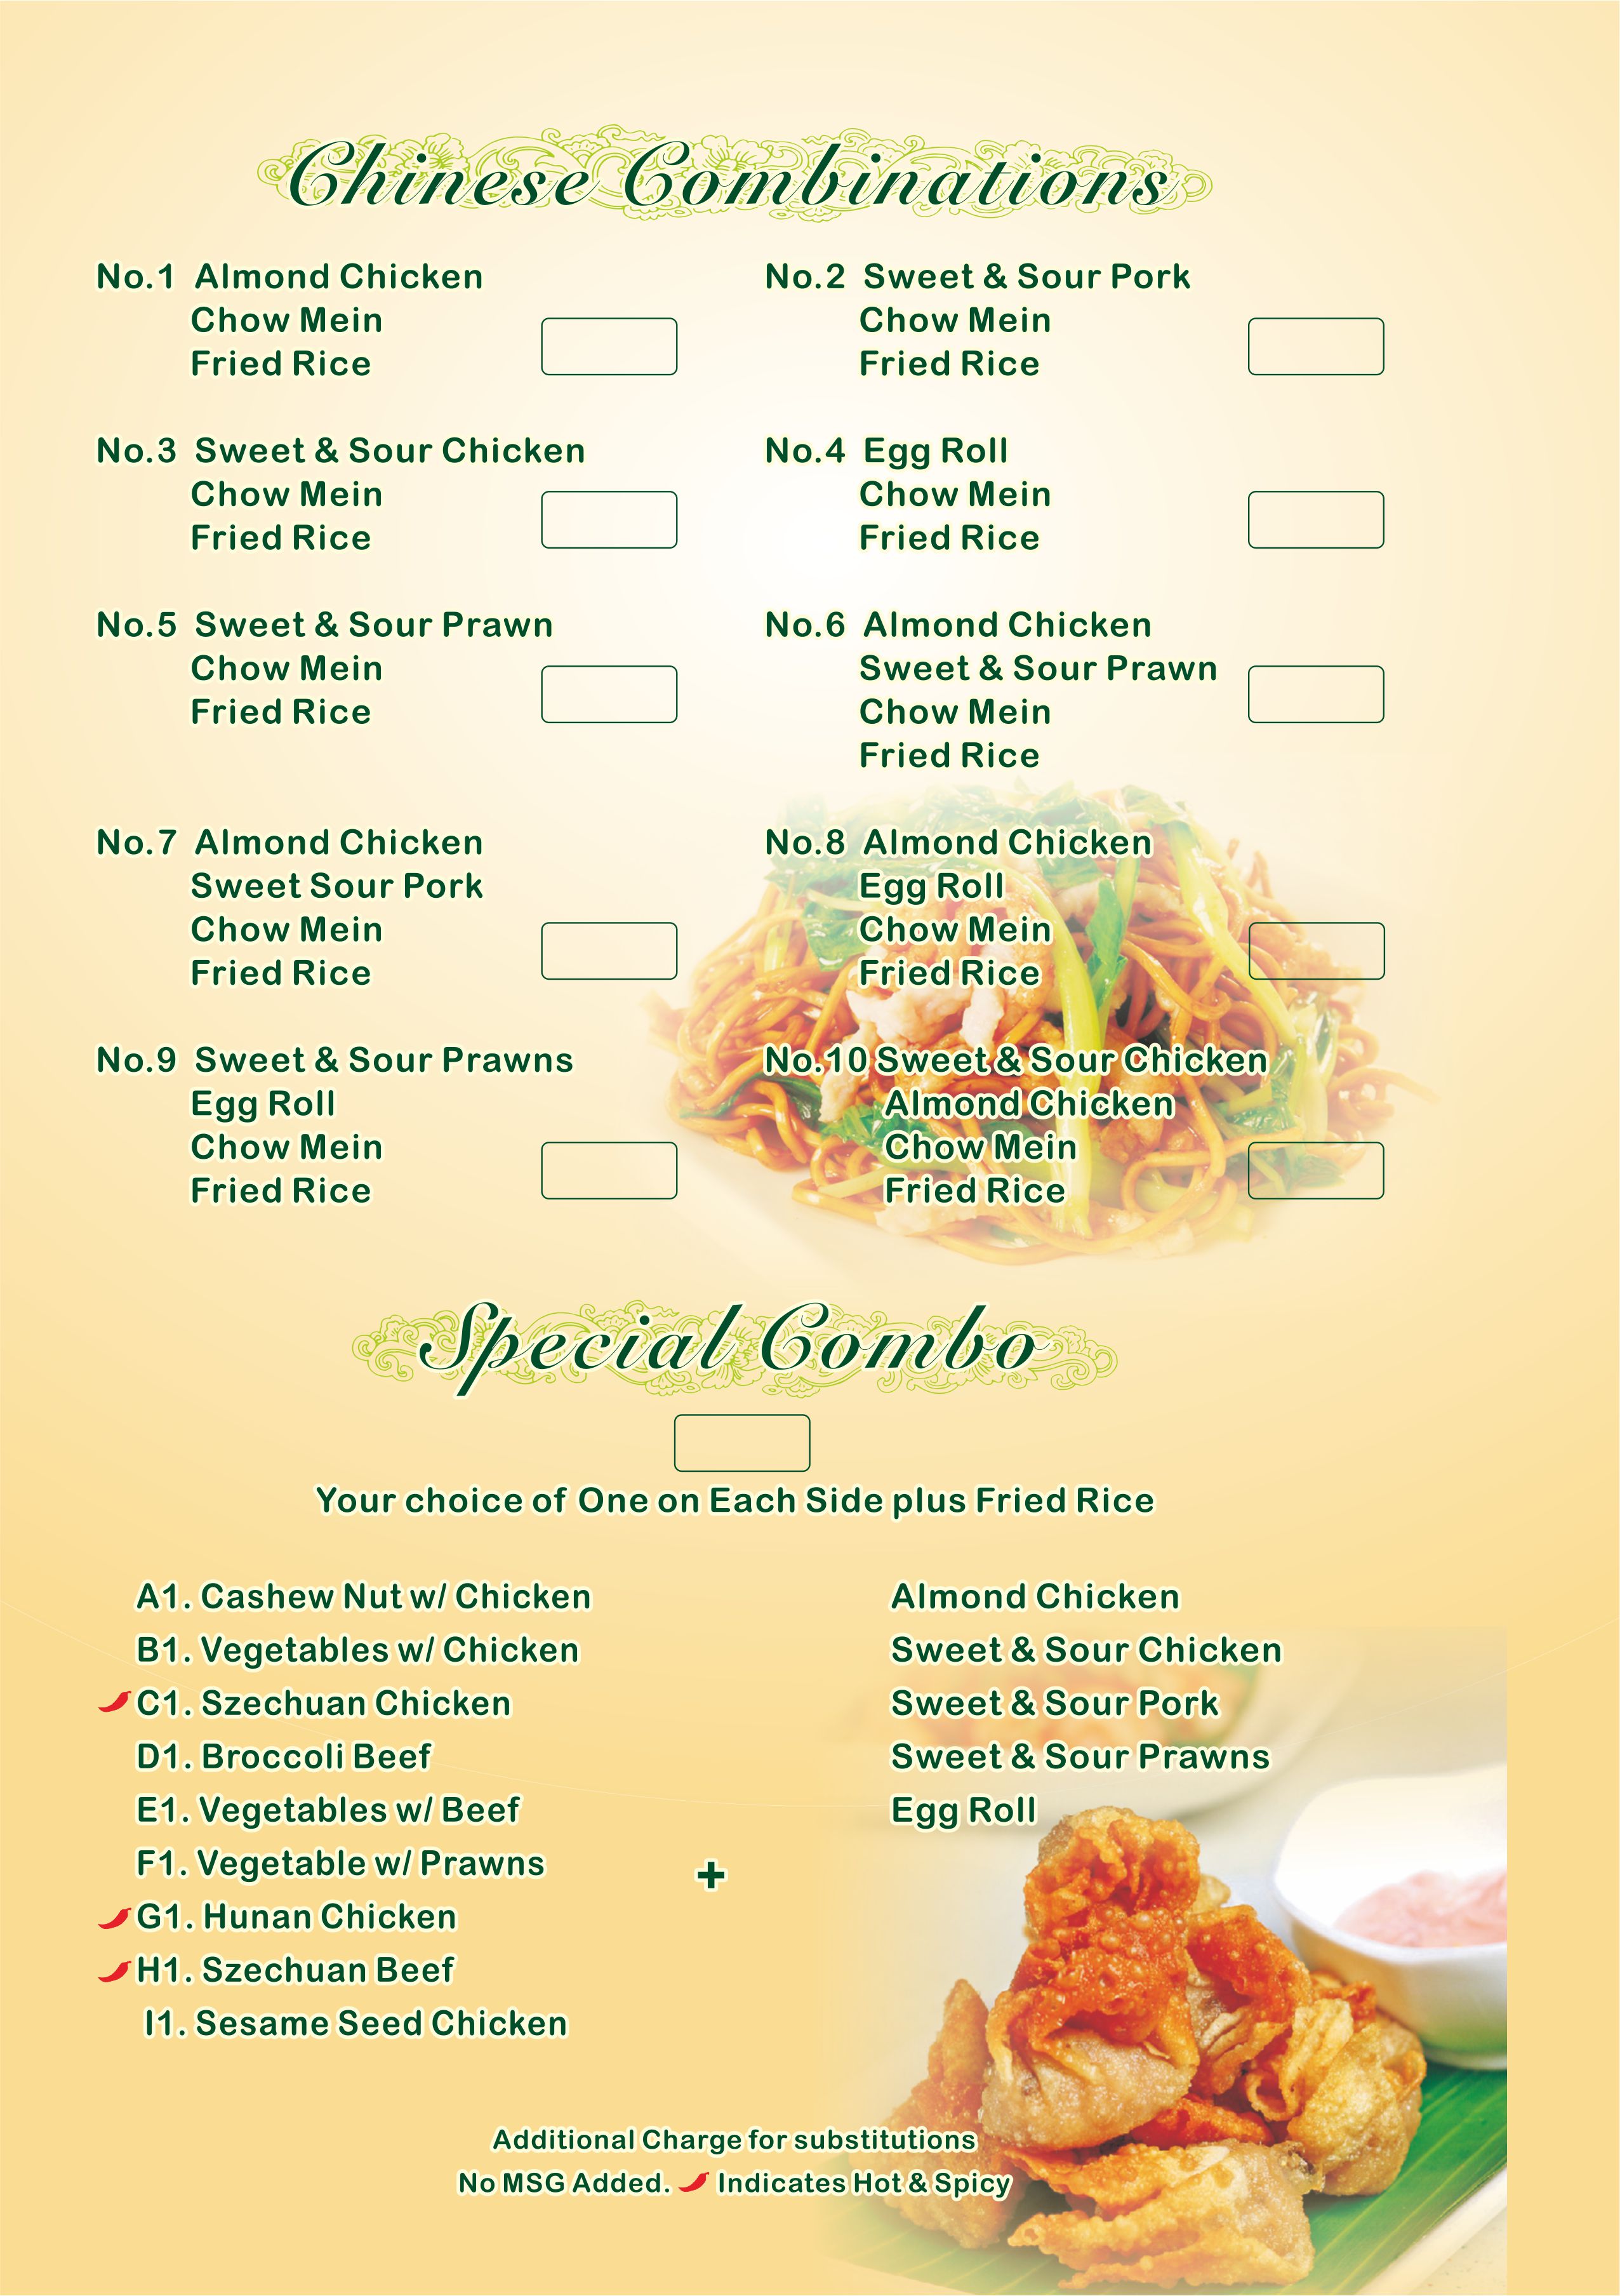 Chinese Combinations
No.1 Almond Chicken
Chow Mein
Fried Rice
No.2 Sweet & Sour Pork
Chow Mein
Fried Rice
No.3 Sweet & Sour Chicken
Chow Mein
Fried Rice
No.4 Egg Roll
Chow Mein
Fried Rice
No.5 Sweet & Sour Prawn
Chow Mein
Fried Rice
No.6 Almond Chicken
Sweet & Sour Prawn
Chow Mein
Fried Rice
No.7 Almond Chicken
Sweet Sour Pork
Chow Mein
Fried Rice
No.8 Almond Chicken
Egg Roll
Chow Mein
Fried Rice
No.9 Sweet & Sour Prawns
Egg Roll
Chow Mein
Fried Rice
No.10 Sweet & Sour Chicken
Almond Chicken
Chow Mein
Fried Rice
Special Combo
Your choice of One on Each Side plus Fried Rice
A1. Cashew Nut w/ Chicken
B1. Vegetables w/ Chicken
C1. Szechuan Chicken
D1. Broccoli Beef
E1. Vegetables w/ Beef
F1. Vegetable w/ Prawns
G1. Hunan Chicken
H1. Szechuan Beef
I1. Sesame Seed Chicken
+
Almond Chicken
Sweet & Sour Chicken
Sweet & Sour Pork
Sweet & Sour Prawns
Egg Roll
Additional Charge for substitutions
No MSG Added. Indicates Hot & Spicy